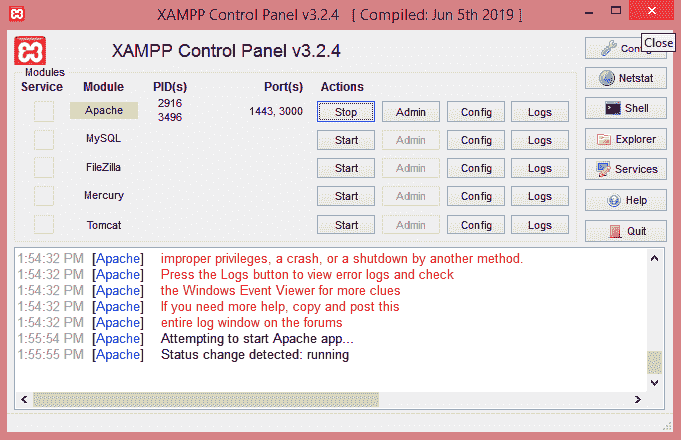 XAMPP Control Panel v3.2.4 [ Compiled: Jun 5th 2019 ]
XAMPP Control Panel v3.2.4
Config
Close
Modules
Service Module PID(s) Port(s) Actions
Netstat
Apache 2916 3496 1443, 3000 Stop Admin Config Logs
Shell
MySQL Start Admin Config Logs
Explorer
FileZilla Start Admin Config Logs
Services
Mercury Start Admin Config Logs
Help
Tomcat Start Admin Config Logs
Quit
1:54:32 PM [Apache] improper privileges, a crash, or a shutdown by another method.
1:54:32 PM [Apache] Press the Logs button to view error logs and check
1:54:32 PM [Apache] the Windows Event Viewer for more clues
1:54:32 PM [Apache] If you need more help, copy and post this
1:54:32 PM [Apache] entire log window on the forums
1:55:54 PM [Apache] Attempting to start Apache app...
1:55:55 PM [Apache] Status change detected: running